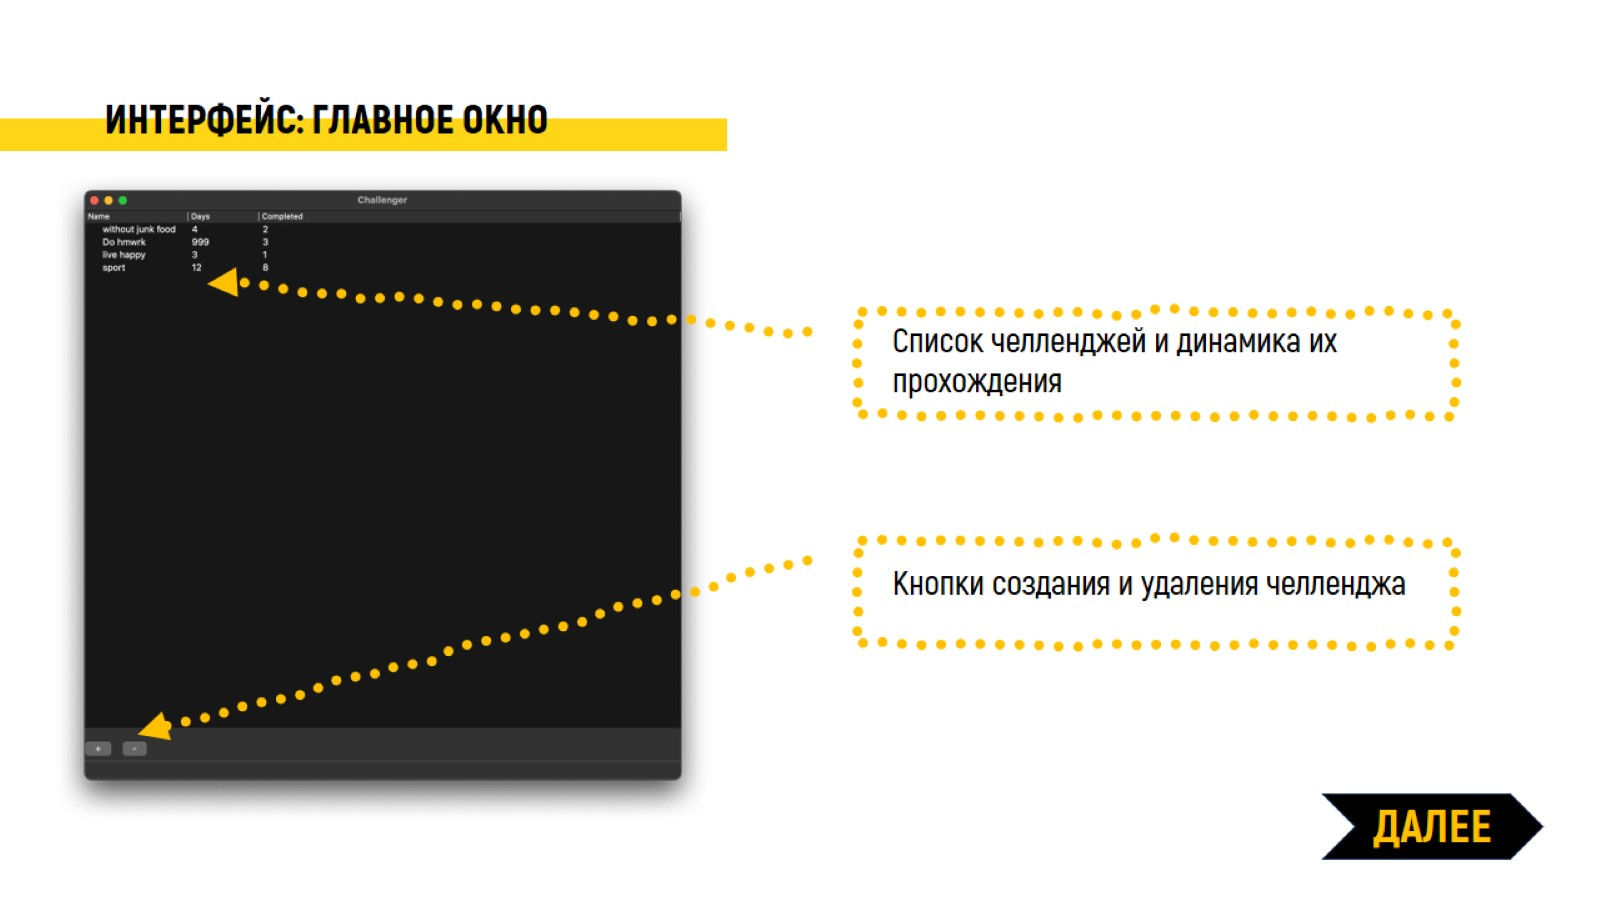 ИНТЕРФЕЙС: ГЛАВНОЕ ОКНО
Challenger
Name Days Completed
without junk food 4 2
Do hmwrk 999 3
live happy 3 1
sport 12 8
Список челленджей и динамика их
прохождения
Кнопки создания и удаления челленджа
+ -
ДАЛЕЕ